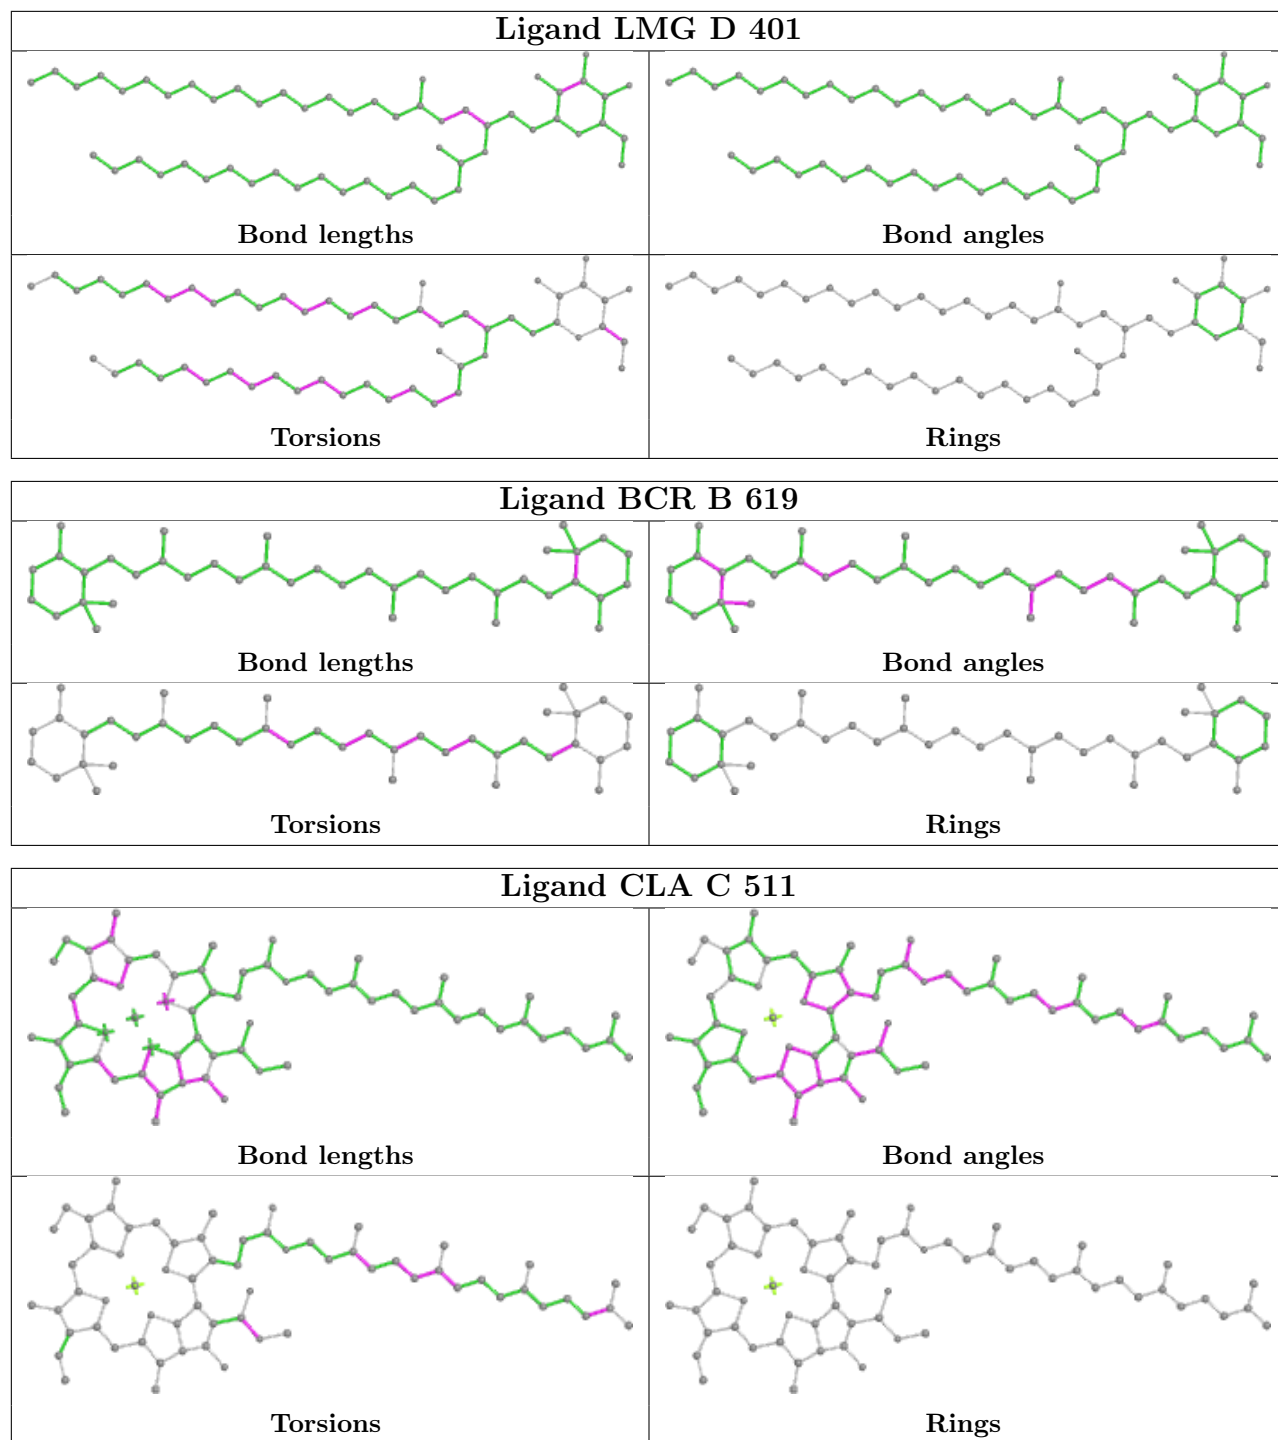 Ligand LMG D 401
Bond lengths
Bond angles
Torsions
Rings
Ligand BCR B 619
Bond lengths
Bond angles
Torsions
Rings
Ligand CLA C 511
Bond lengths
Bond angles
Torsions
Rings